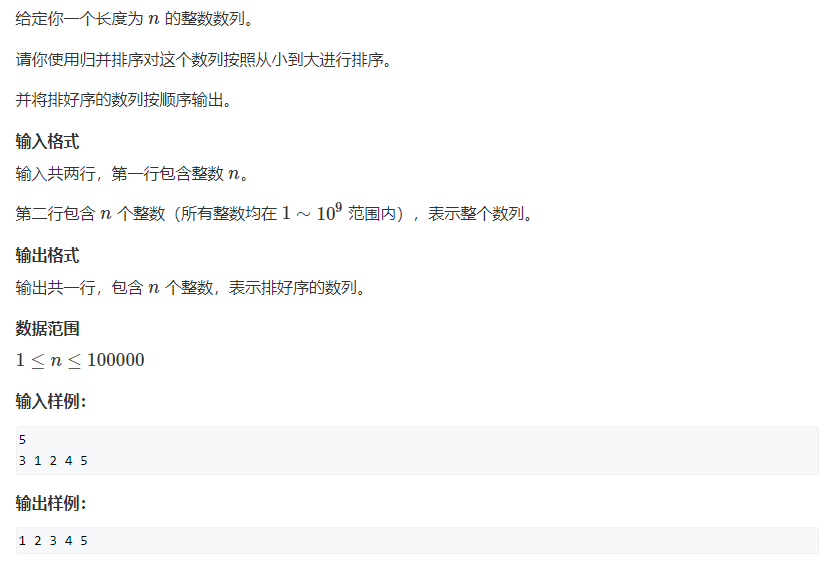 给定你一个长度为 n 的整数数列。
请你使用归并排序对这个数列按照从小到大进行排序。
并将排好序的数列按顺序输出。
输入格式
输入共两行，第一行包含整数 n。
第二行包含 n 个整数（所有整数均在 1 ∼ 10⁹ 范围内），表示整个数列。
输出格式
输出共一行，包含 n 个整数，表示排好序的数列。
数据范围
1 ≤ n ≤ 100000
输入样例：
5
3 1 2 4 5
输出样例：
1 2 3 4 5